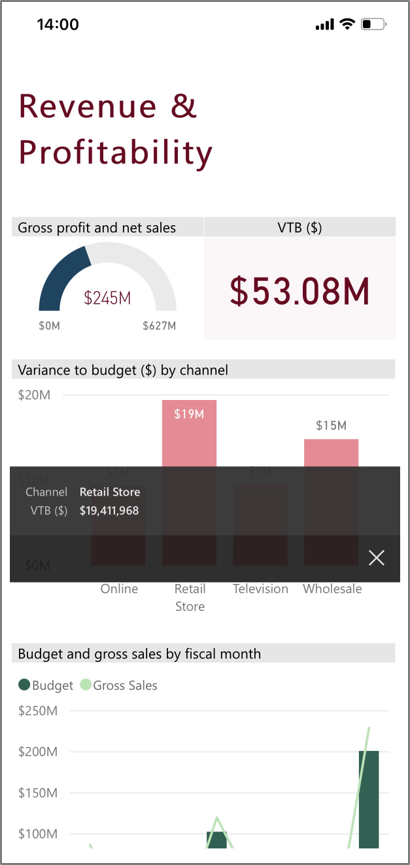 14:00
Revenue &
Profitability
Gross profit and net sales
VTB ($)
$245M
$0M
$627M
$53.08M
Variance to budget ($) by channel
$20M
$19M
$15M
Channel Retail Store
VTB ($) $19,411,968
$0M
Online
Retail
Store
Television
Wholesale
Budget and gross sales by fiscal month
Budget
Gross Sales
$250M
$200M
$150M
$100M